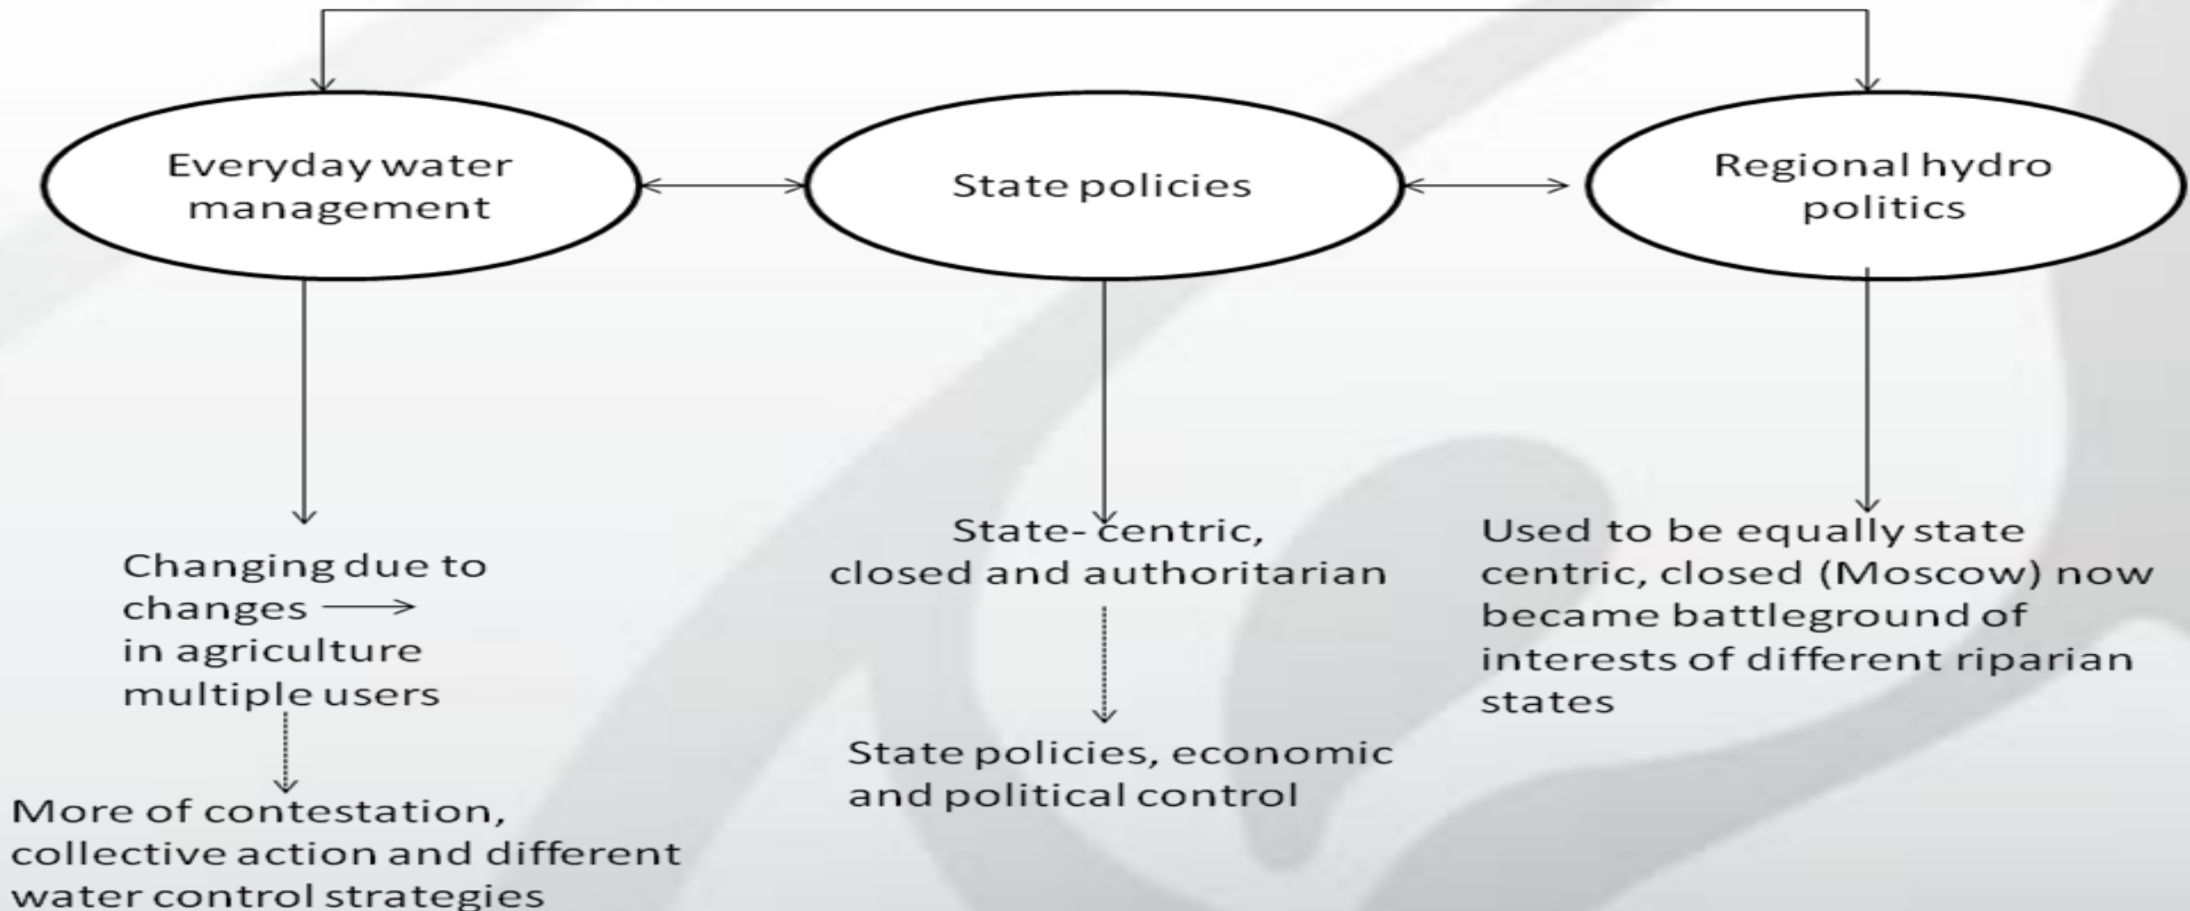 Everyday water
management
State policies
Regional hydro
politics
Changing due to
changes
in agriculture
multiple users
More of contestation,
collective action and different
water control strategies
State- centric,
closed and authoritarian
State policies, economic
and political control
Used to be equally state
centric, closed (Moscow) now
became battleground of
interests of different riparian
states